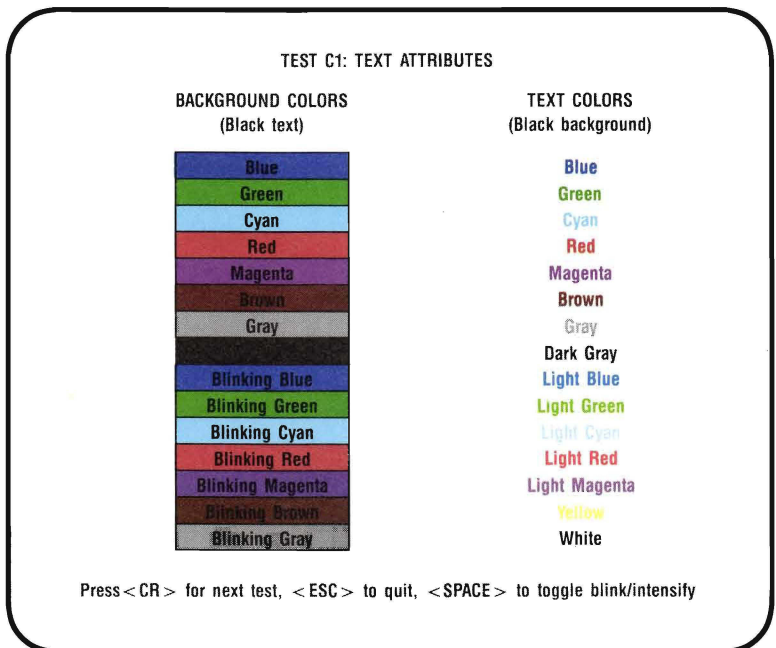 TEST C1: TEXT ATTRIBUTES
BACKGROUND COLORS
(Black text)
Blue
Green
Cyan
Red
Magenta
Brown
Gray
Blinking Blue
Blinking Green
Blinking Cyan
Blinking Red
Blinking Magenta
Blinking Brown
Blinking Gray
TEXT COLORS
(Black background)
Blue
Green
Cyan
Red
Magenta
Brown
Gray
Dark Gray
Light Blue
Light Green
Light Cyan
Light Red
Light Magenta
Yellow
White
Press <CR> for next test, <ESC> to quit, <SPACE> to toggle blink/intensify